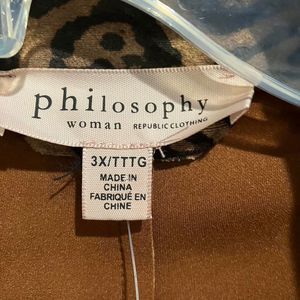 philosophy
woman REPUBLIC CLOTHING
3X/TTTG
MADE IN
CHINA
FABRIQUÉ EN
CHINE